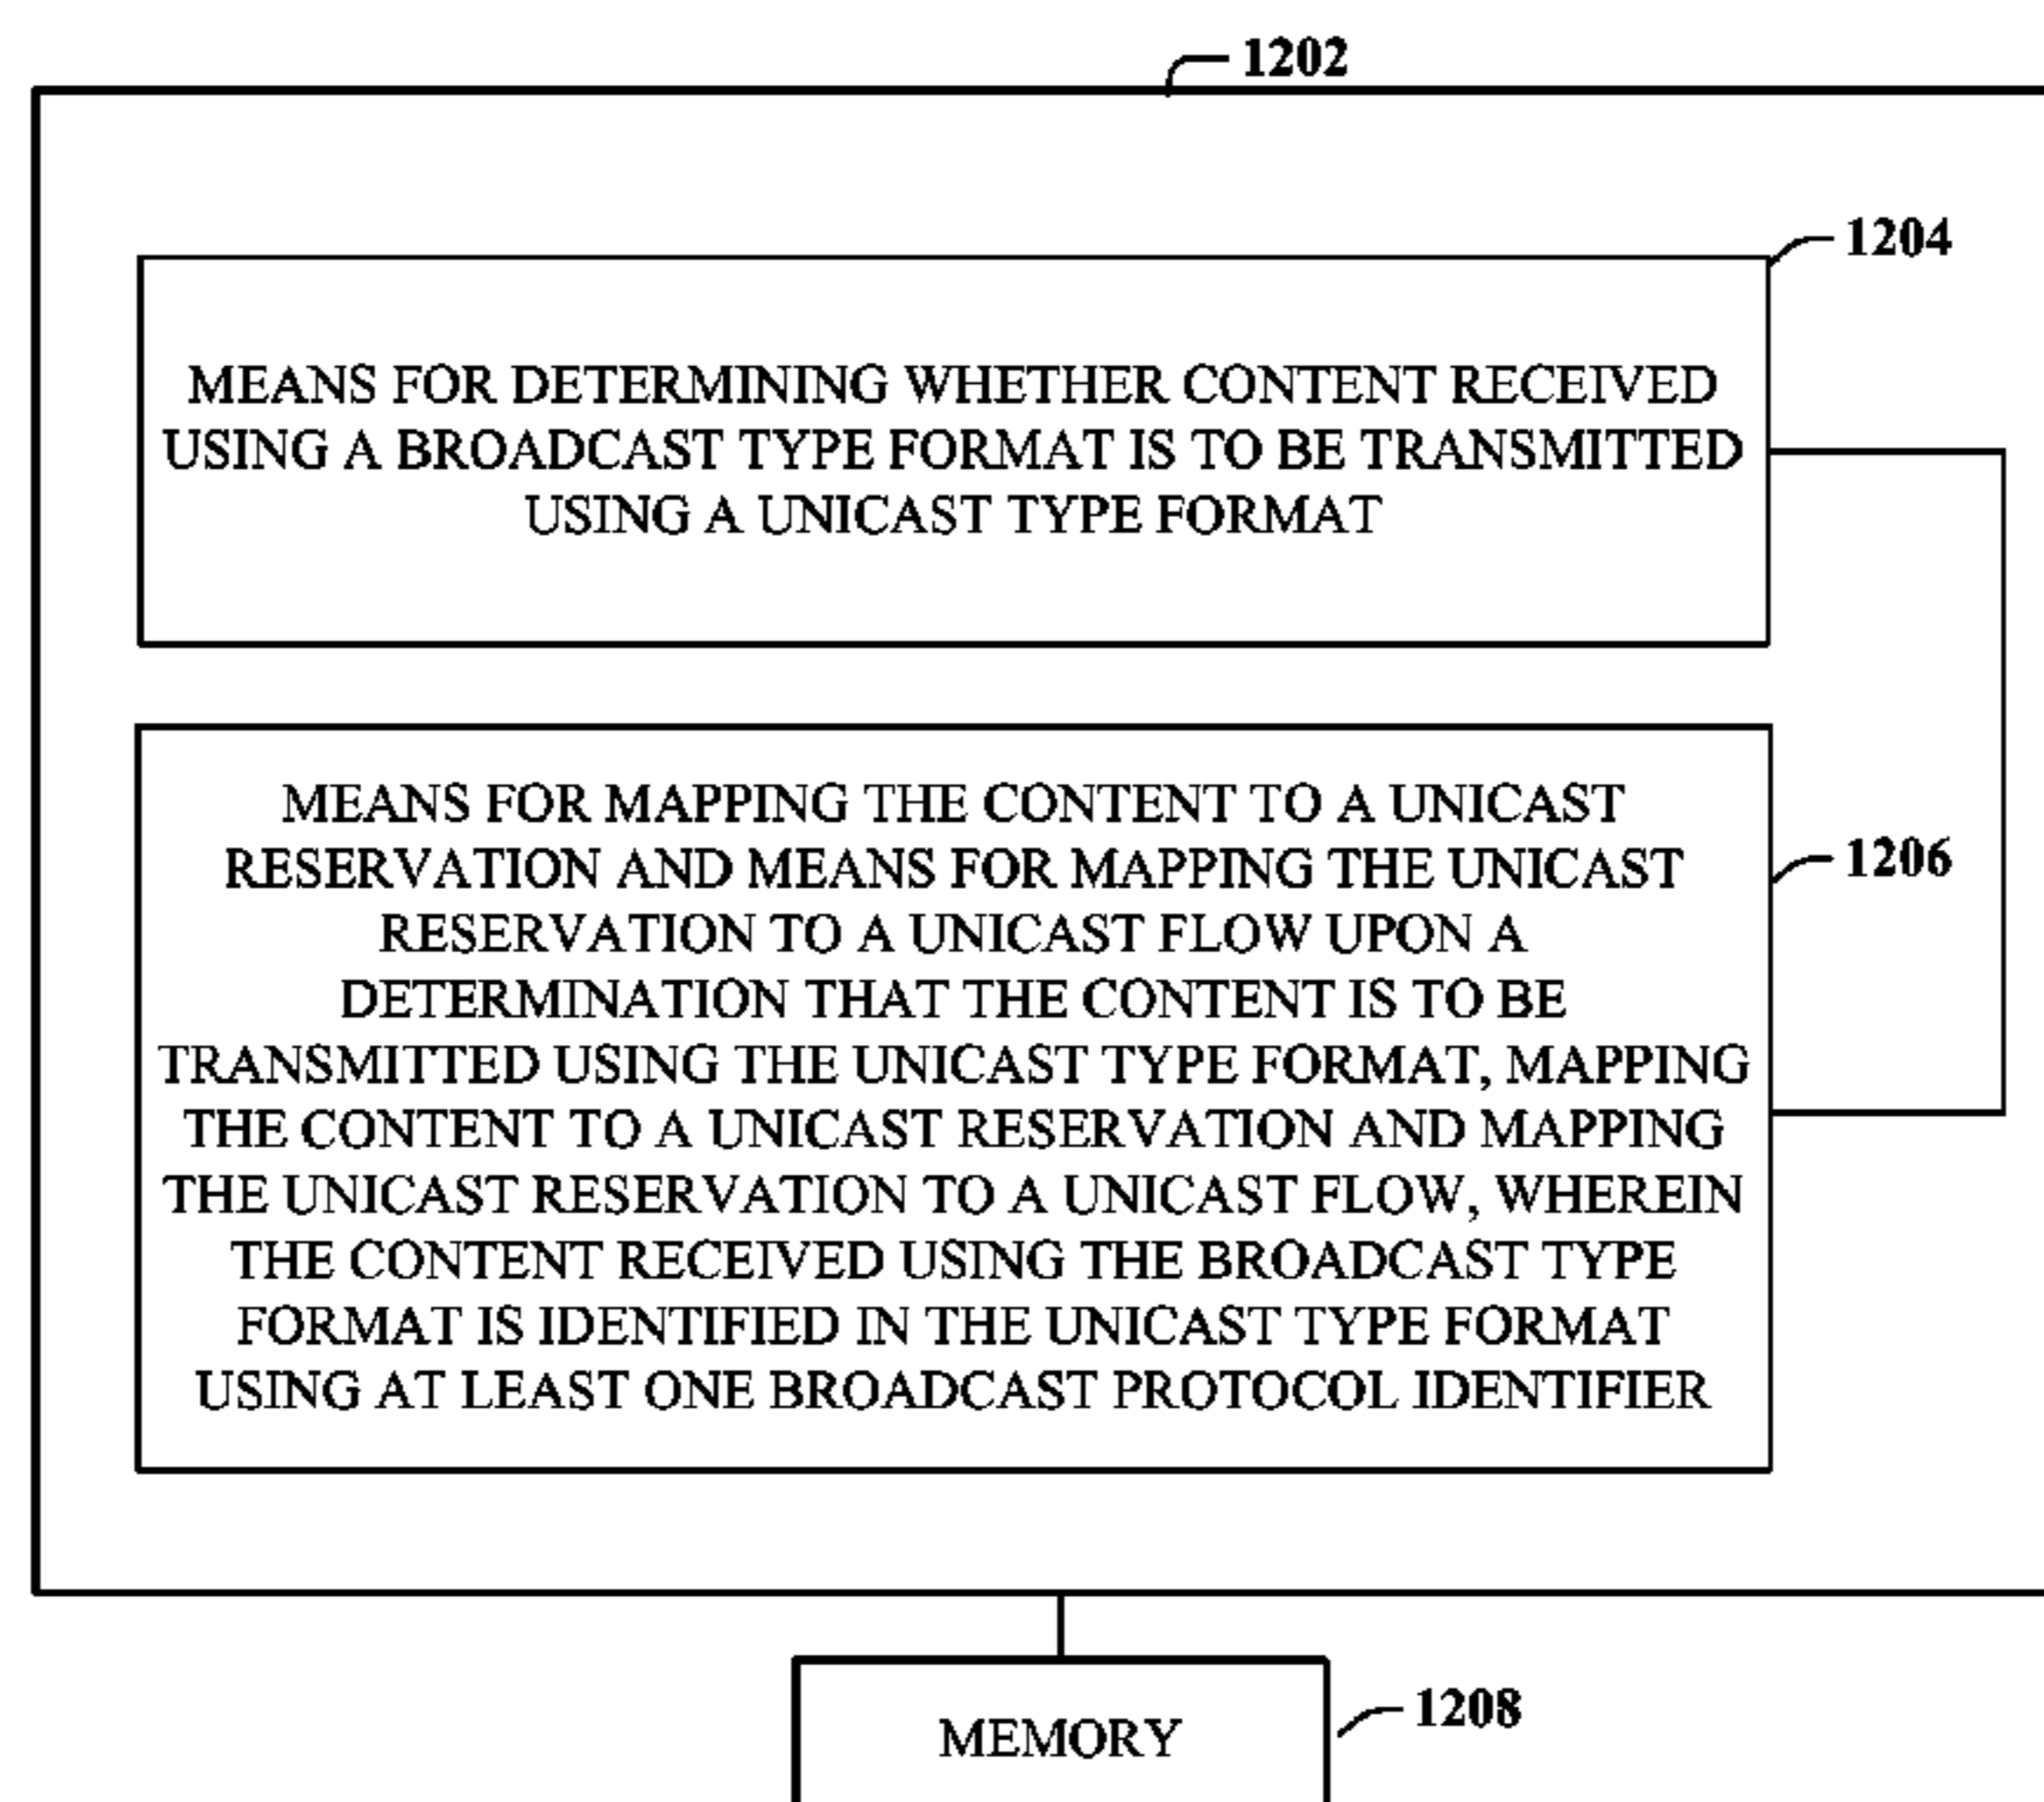 1202
1204
MEANS FOR DETERMINING WHETHER CONTENT RECEIVED
USING A BROADCAST TYPE FORMAT IS TO BE TRANSMITTED
USING A UNICAST TYPE FORMAT
MEANS FOR MAPPING THE CONTENT TO A UNICAST
RESERVATION AND MEANS FOR MAPPING THE UNICAST
RESERVATION TO A UNICAST FLOW UPON A
DETERMINATION THAT THE CONTENT IS TO BE
TRANSMITTED USING THE UNICAST TYPE FORMAT, MAPPING
THE CONTENT TO A UNICAST RESERVATION AND MAPPING
THE UNICAST RESERVATION TO A UNICAST FLOW, WHEREIN
THE CONTENT RECEIVED USING THE BROADCAST TYPE
FORMAT IS IDENTIFIED IN THE UNICAST TYPE FORMAT
USING AT LEAST ONE BROADCAST PROTOCOL IDENTIFIER
1206
MEMORY
1208